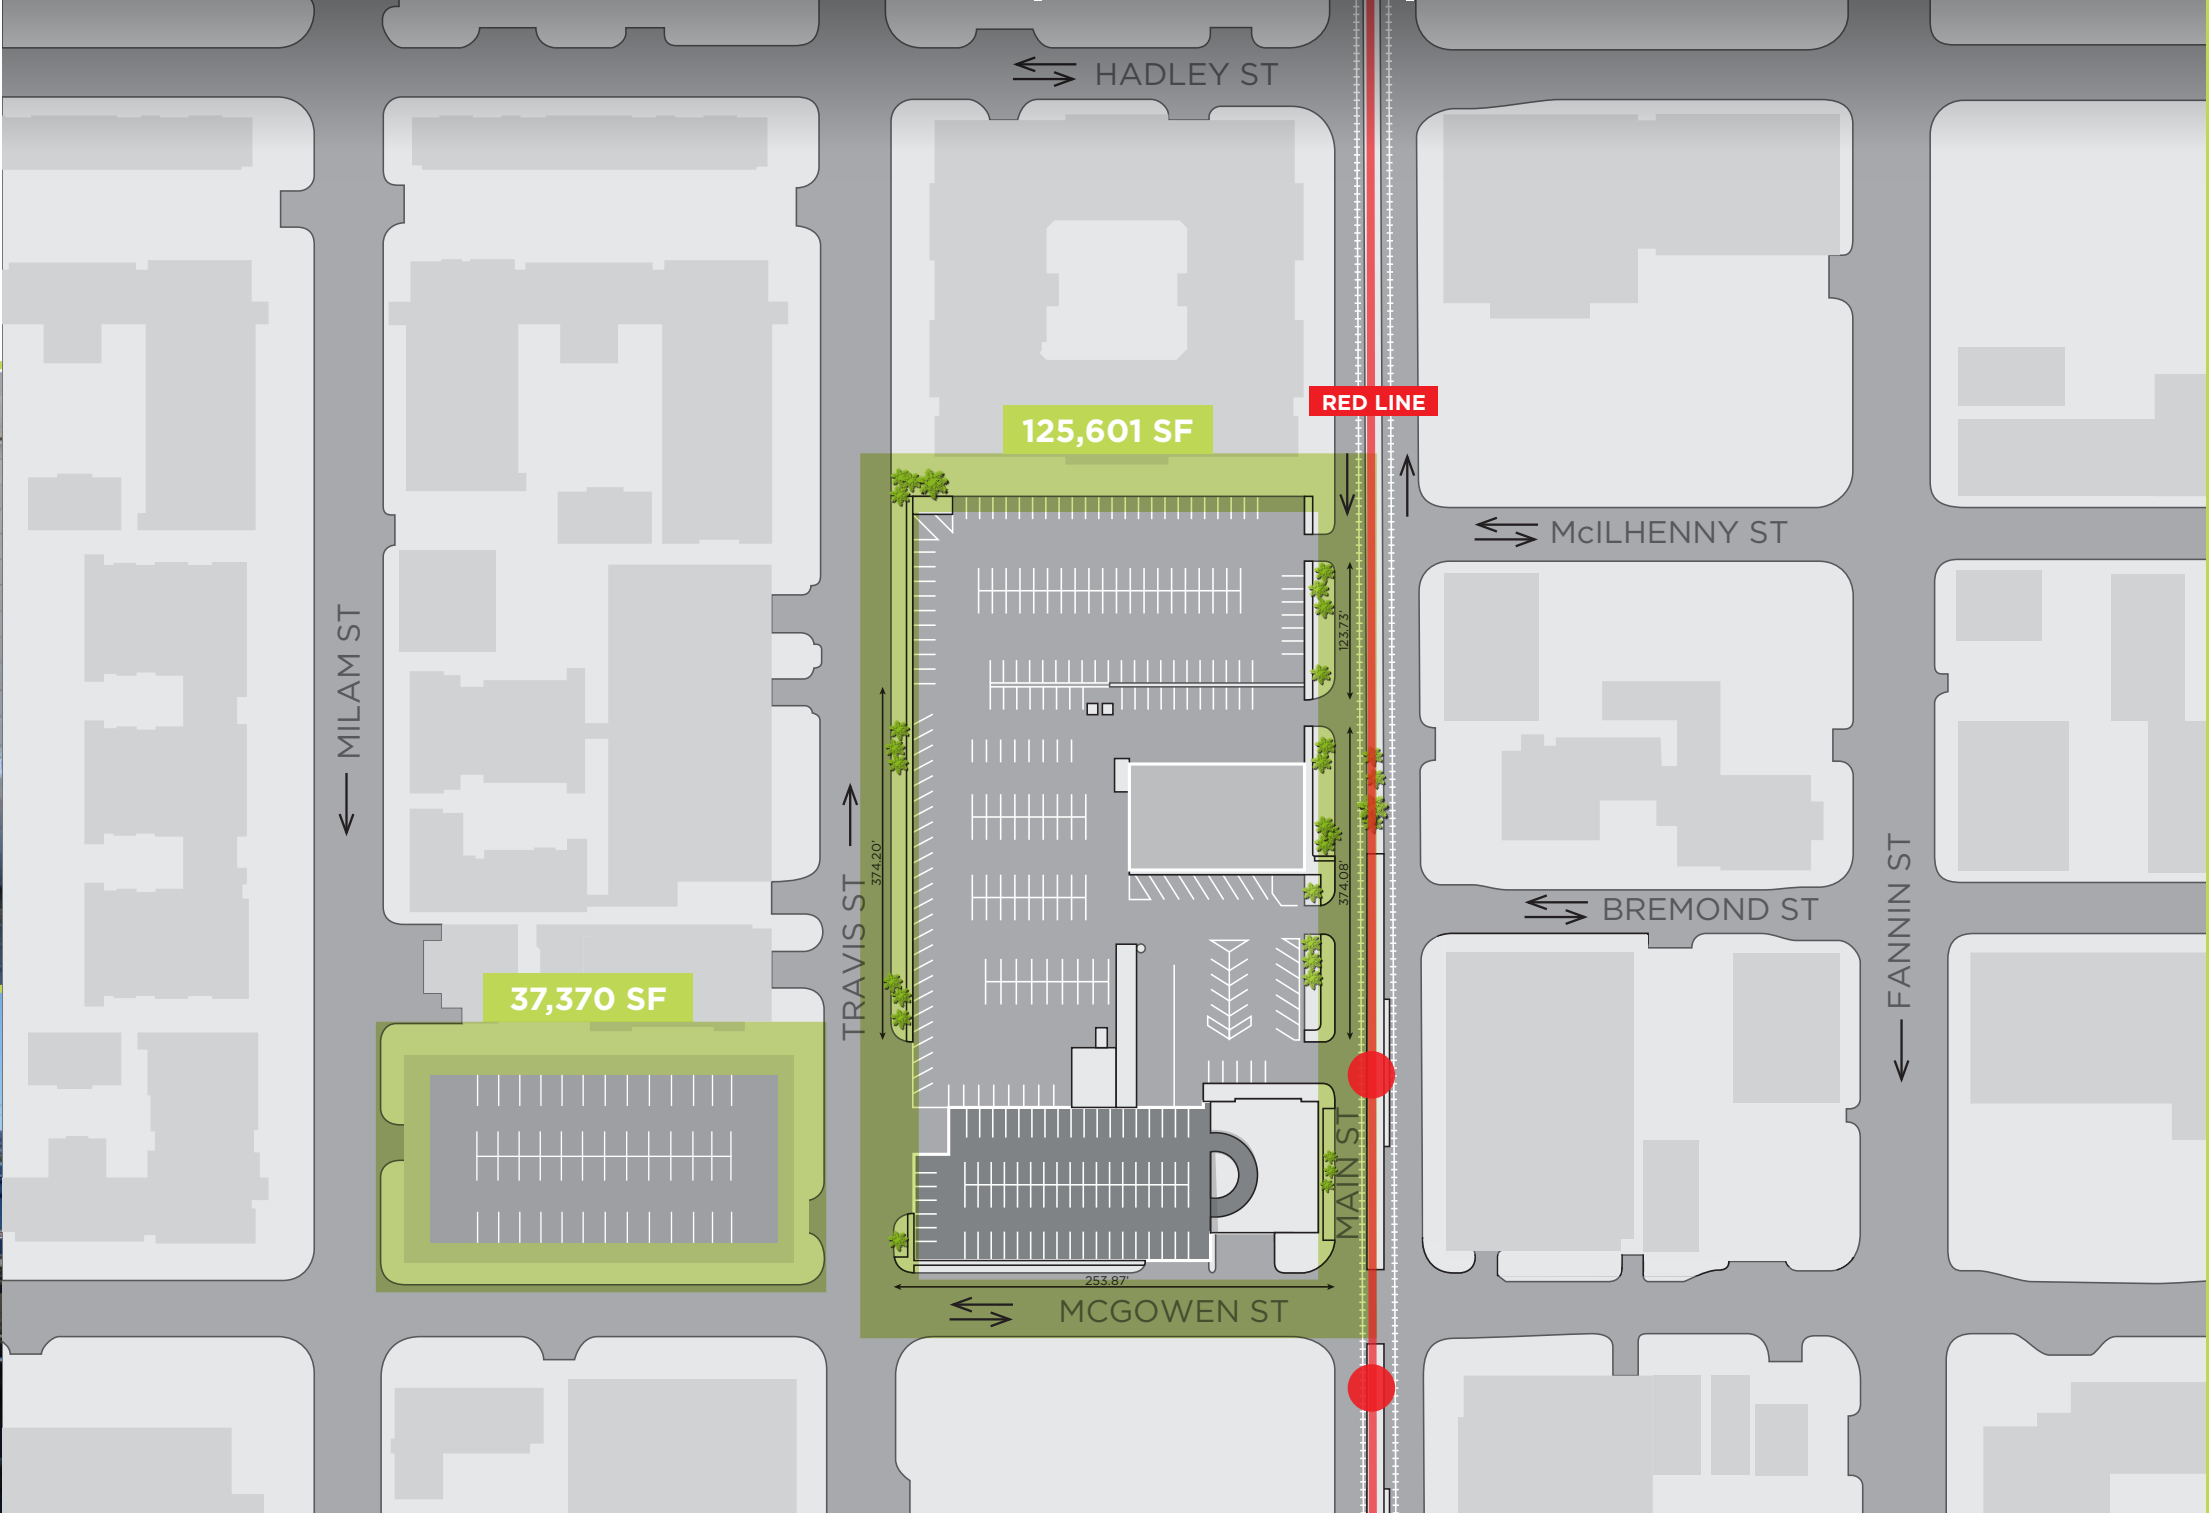 HADLEY ST
RED LINE
125,601 SF
McILHENNY ST
123.73'
MILAM ST
374.20'
374.08'
TRAVIS ST
BREMOND ST
FANNIN ST
37,370 SF
MAIN ST
253.87'
MCGOWEN ST